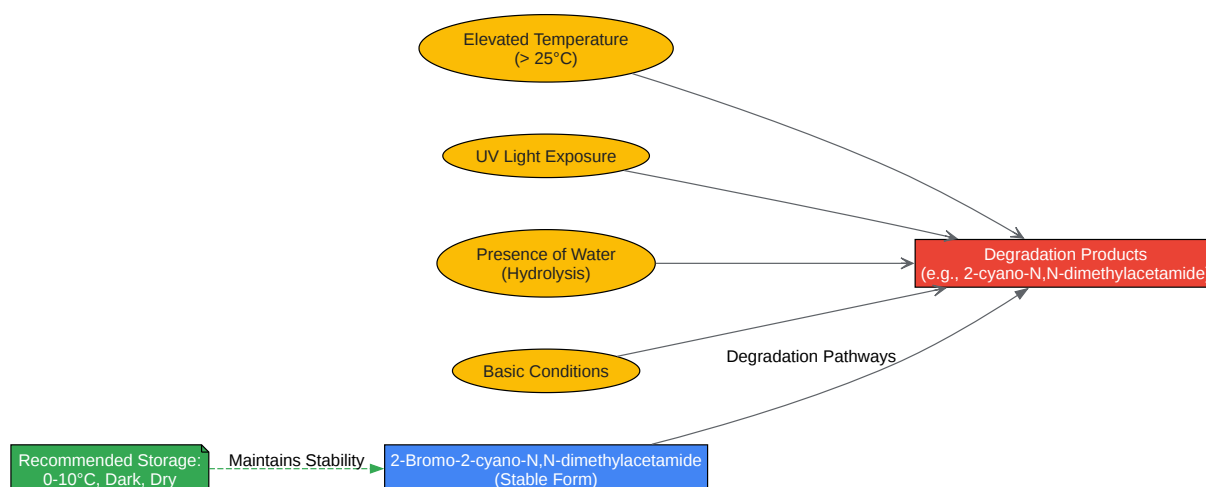 Elevated Temperature
(> 25°C)
UV Light Exposure
Presence of Water
(Hydrolysis)
Degradation Products
(e.g., 2-cyano-N,N-dimethylacetamide)
Basic Conditions
Degradation Pathways
Recommended Storage:
0-10°C, Dark, Dry
Maintains Stability
2-Bromo-2-cyano-N,N-dimethylacetamide
(Stable Form)